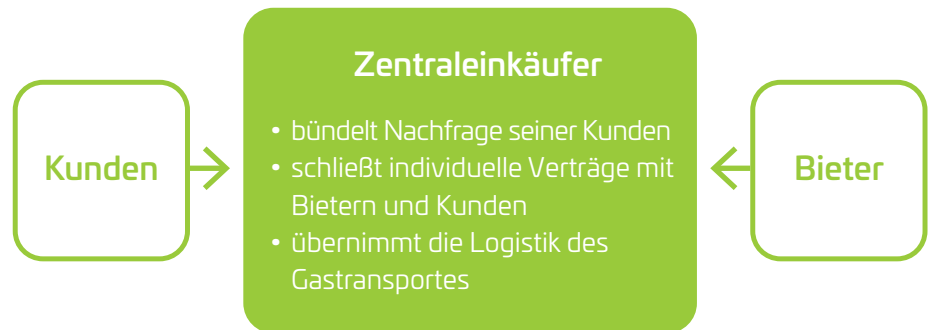 Zentraleinkäufer
Kunden
• bündelt Nachfrage seiner Kunden
• schließt individuelle Verträge mit
Bietern und Kunden
• übernimmt die Logistik des
Gastransportes
Bieter